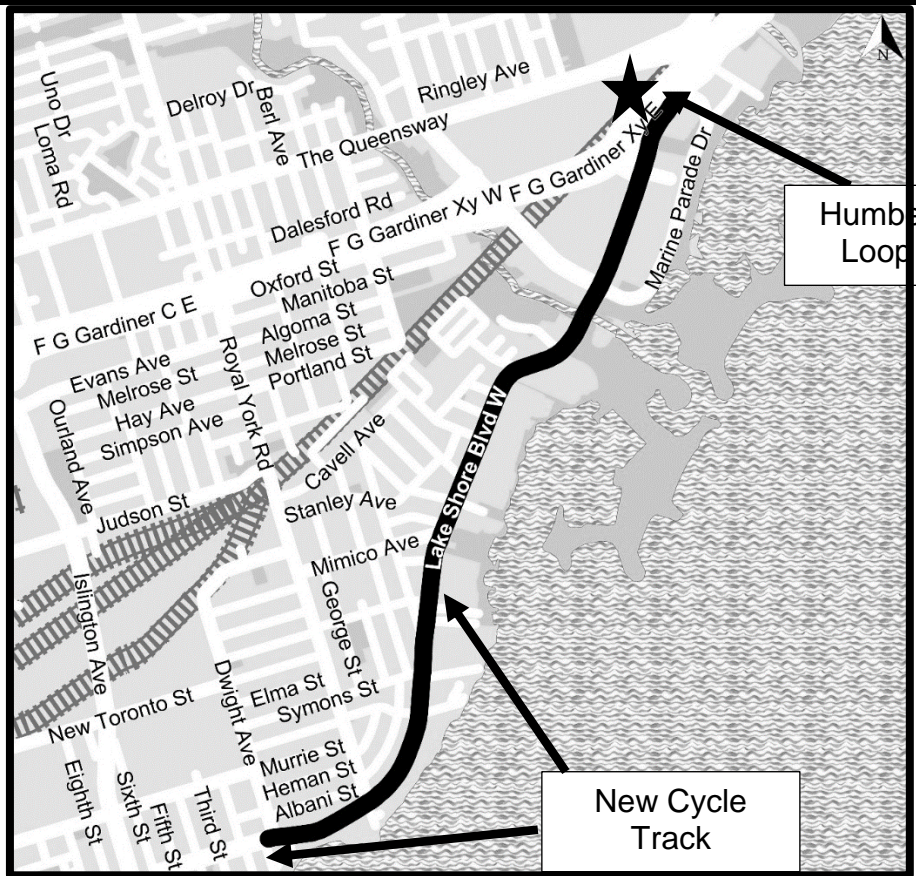 N
Uno Dr
Loma Rd
Delroy Dr
Berl Ave
Ringley Ave
The Queensway
Dalesford Rd
F G Gardiner Xy W
F G Gardiner Xy E
Marine Parade Dr
Humbe
Loop
Oxford St
Manitoba St
F G Gardiner C E
Algoma St
Melrose St
Portland St
Royal York Rd
Evans Ave
Melrose St
Hay Ave
Simpson Ave
Ourland Ave
Cavell Ave
Lake Shore Blvd W
Judson St
Stanley Ave
Mimico Ave
Islington Ave
George St
Dwight Ave
Elma St
Symons St
New Toronto St
Murrie St
Heman St
Albani St
Eighth St
Sixth St
Fifth St
Third St
New Cycle
Track